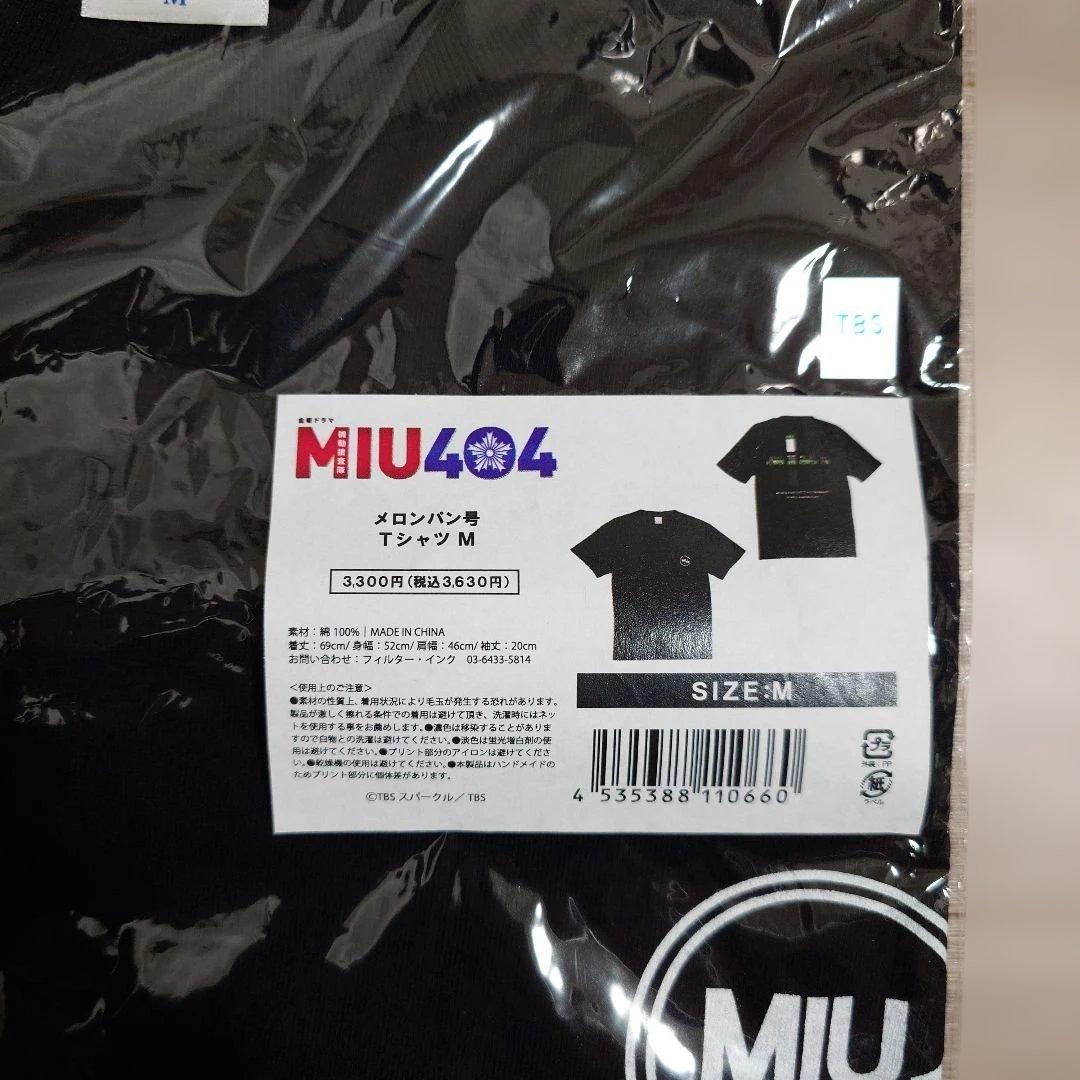 M
TBS
金曜ドラマ
MIU404
機動捜査隊
メロンパン号
Tシャツ M
3,300円(税込3,630円)
素材：綿100%｜MADE IN CHINA
着丈：69cm/ 身幅：52cm/ 肩幅：46cm/ 袖丈：20cm
お問い合わせ：フィルター・インク 03-6433-5814
＜使用上のご注意＞
●素材の性質上、着用状況により毛玉が発生する恐れがあります。
製品が激しく擦れる条件での着用は避けて頂き、洗濯時にはネッ
トを使用する事をお薦めします。●濃色は移染することがありま
すので白物との洗濯は避けてください。●淡色は蛍光増白剤の使
用は避けてください。●プリント部分のアイロンは避けてくださ
い。●乾燥機の使用は避けてください。●本製品はハンドメイドの
ためプリント部分に個体差があります。
©TBS スパークル／TBS
SIZE:M
4 535388 110660
プラ
外装：PP
紙
ラベル
MIU